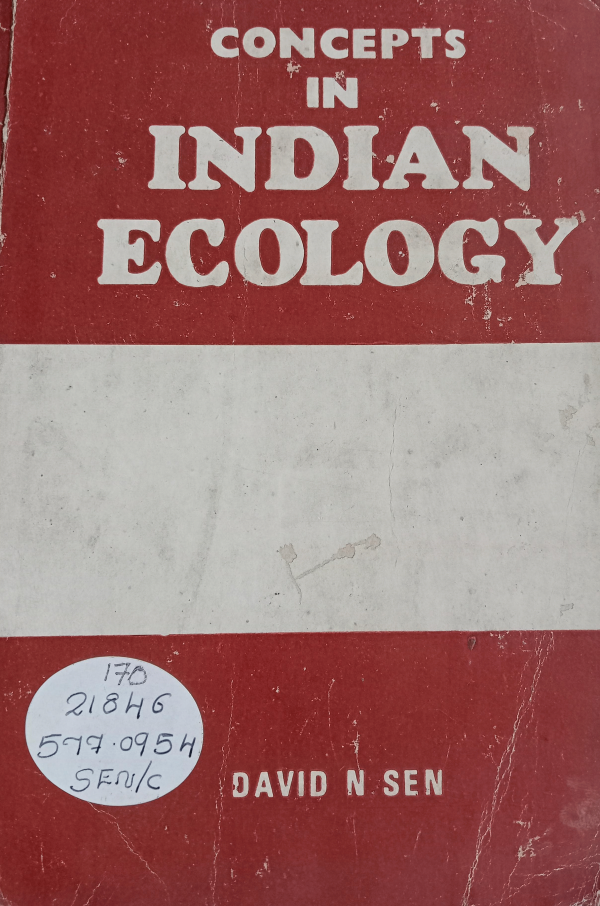 CONCEPTS
IN
INDIAN
ECOLOGY
170
21846
577.0954
SEN/C
DAVID N SEN